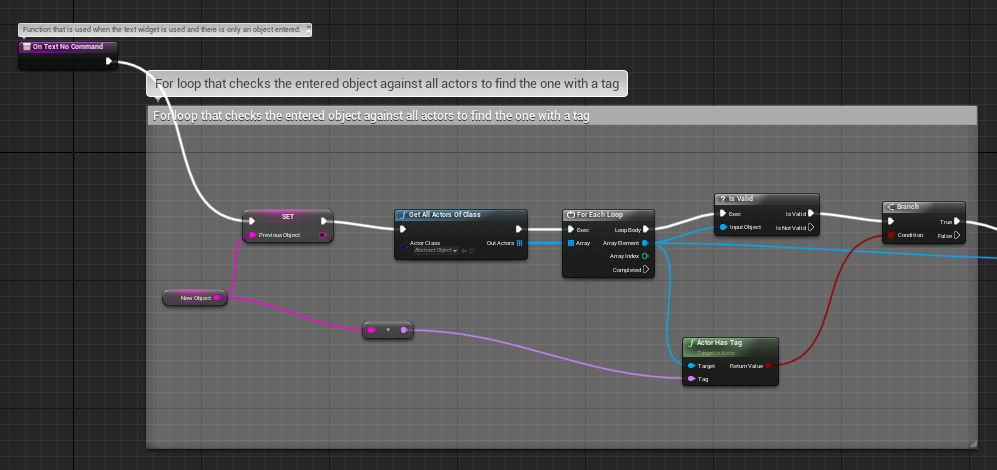 Function that is used when the text widget is used and there is only an object entered.
On Text No Command
For loop that checks the entered object against all actors to find the one with a tag
For loop that checks the entered object against all actors to find the one with a tag
SET
Previous Object
Get All Actors Of Class
Actor Class
Abstract Object
Out Actors
For Each Loop
Exec
Loop Body
Array
Array Element
Array Index
Completed
? Is Valid
Exec
Is Valid
Input Object
Is Not Valid
Branch
True
Condition
False
New Object
Actor Has Tag
Target is Actor
Target
Return Value
Tag